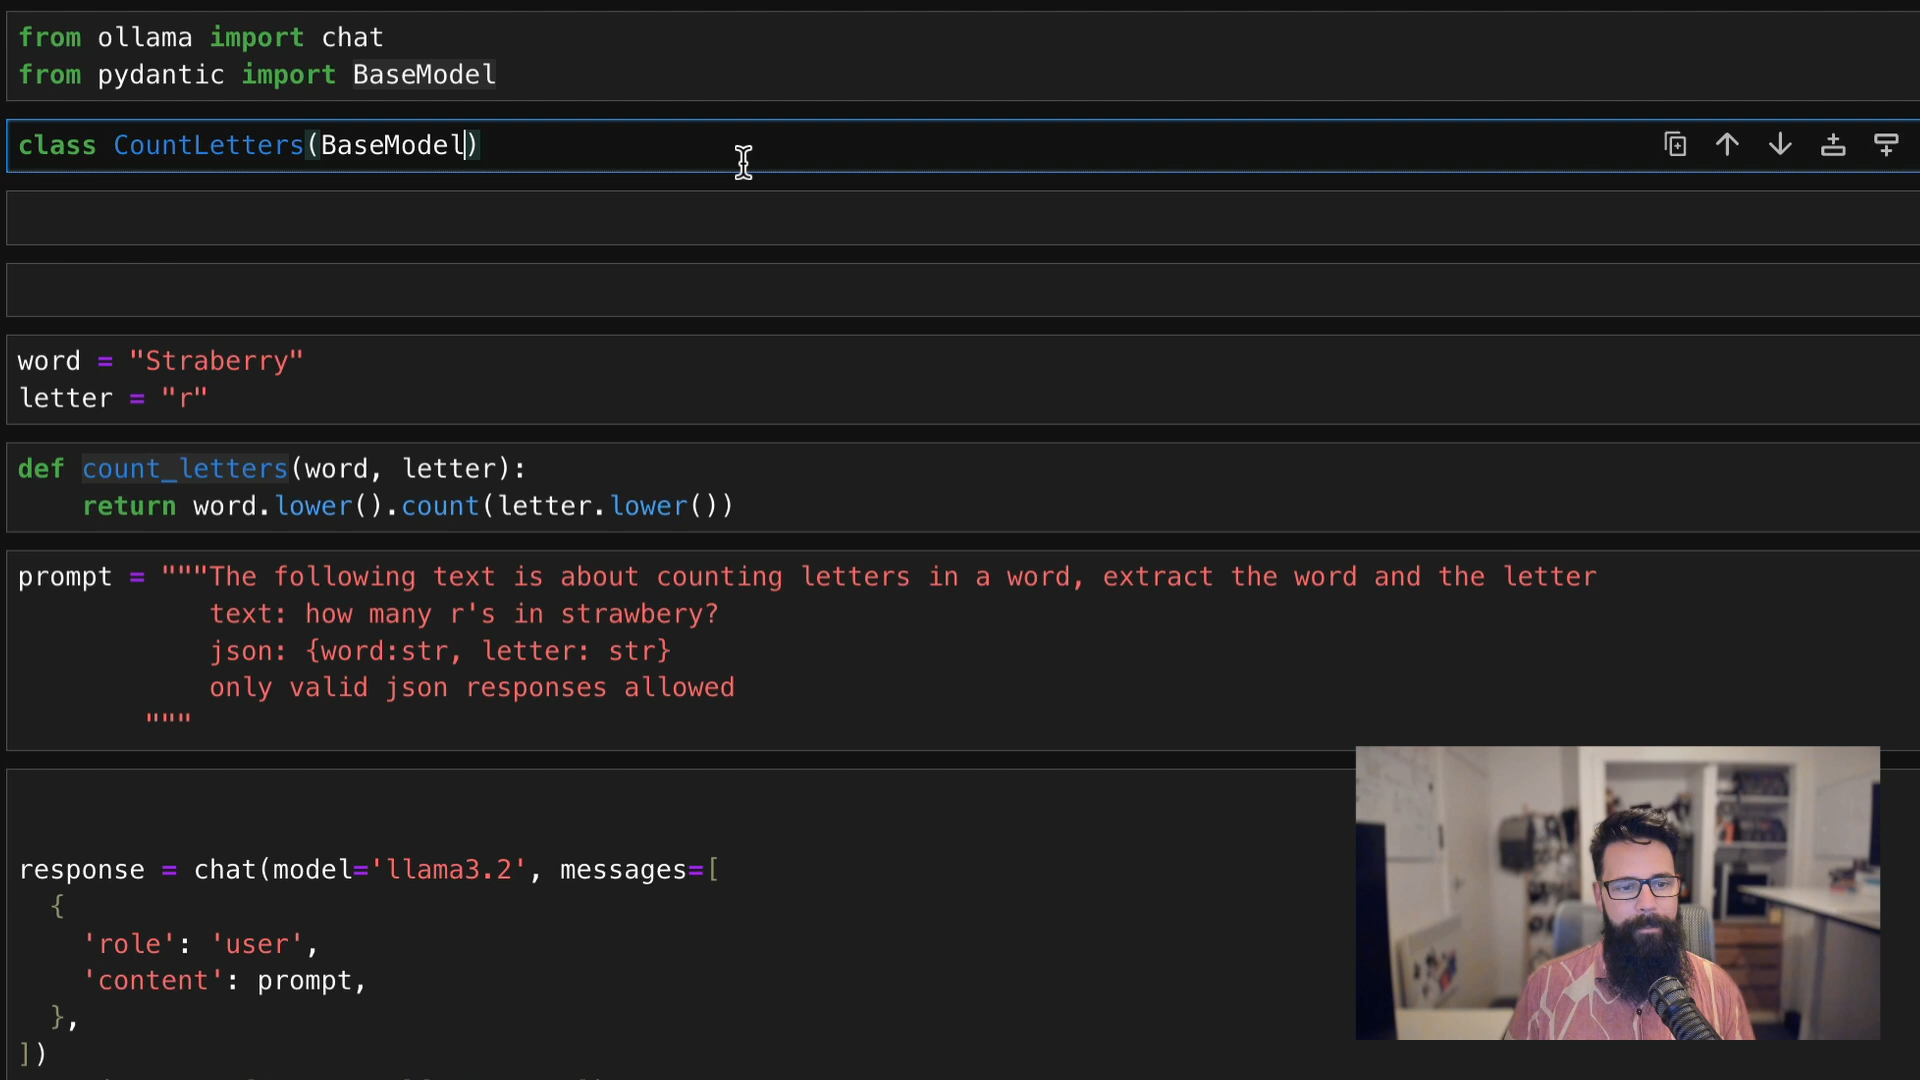 from ollama import chat
from pydantic import BaseModel
class CountLetters(BaseModel)
word = "Straberry"
letter = "r"
def count_letters(word, letter):
    return word.lower().count(letter.lower())
prompt = """The following text is about counting letters in a word, extract the word and the letter
            text: how many r's in strawbery?
            json: {word:str, letter: str}
            only valid json responses allowed
        """
response = chat(model='llama3.2', messages=[
  {
    'role': 'user',
    'content': prompt,
  },
])